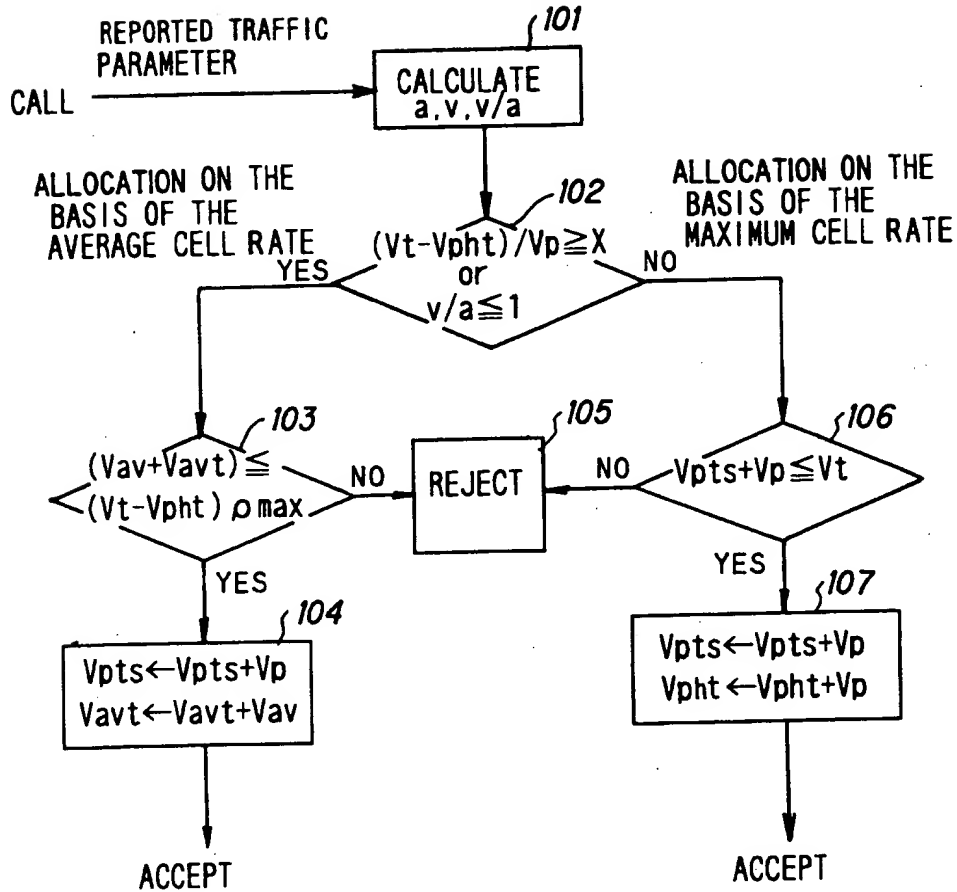 REPORTED TRAFFIC
PARAMETER
CALL
101
CALCULATE
a,v,v/a
ALLOCATION ON THE
BASIS OF THE
AVERAGE CELL RATE
ALLOCATION ON THE
BASIS OF THE
MAXIMUM CELL RATE
102
(Vt-Vpht)/Vp≧X
or
v/a≦1
YES
NO
103
(Vav+Vavt)≦
(Vt-Vpht)ρmax
NO
YES
105
REJECT
106
Vpts+Vp≦Vt
NO
YES
104
Vpts←Vpts+Vp
Vavt←Vavt+Vav
107
Vpts←Vpts+Vp
Vpht←Vpht+Vp
ACCEPT
ACCEPT